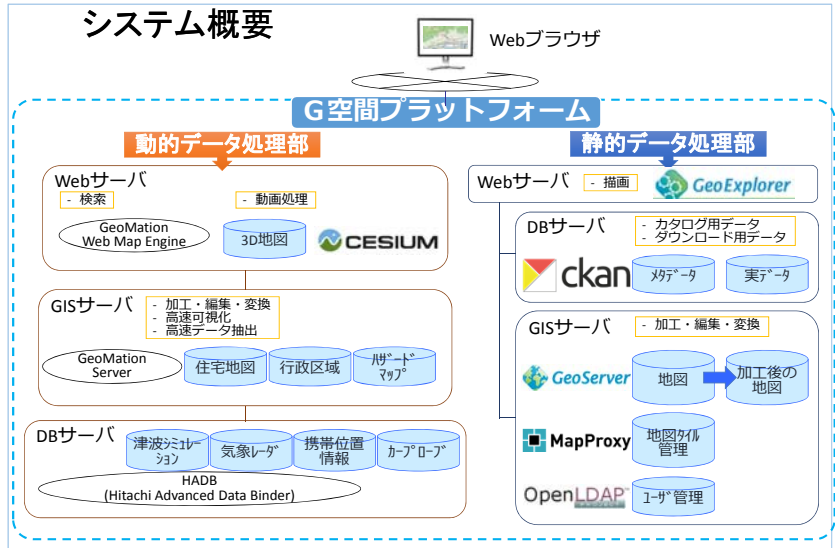 システム概要
Webブラウザ
G空間プラットフォーム
動的データ処理部
Webサーバ
- 検索
- 動画処理
GeoMation
Web Map Engine
3D地図
CESIUM
GISサーバ
- 加工・編集・変換
- 高速可視化
- 高速データ抽出
GeoMation
Server
住宅地図
行政区域
ﾊｻﾞｰﾄﾞ
マップ
DBサーバ
津波ｼﾐｭﾚｰ
ｼｮﾝ
気象ﾚｰﾀﾞ
携帯位置
情報
ｶｰﾌﾟﾛｰﾌﾞ
HADB
(Hitachi Advanced Data Binder)
静的データ処理部
Webサーバ
- 描画
GeoExplorer
DBサーバ
- カタログ用データ
- ダウンロード用データ
ckan
ﾒﾀﾃﾞｰﾀ
実ﾃﾞｰﾀ
GISサーバ
- 加工・編集・変換
GeoServer
地図
加工後の
地図
MapProxy
地図ﾀｲﾙ
管理
OpenLDAP™
PROJECT
ﾕｰｻﾞ管理